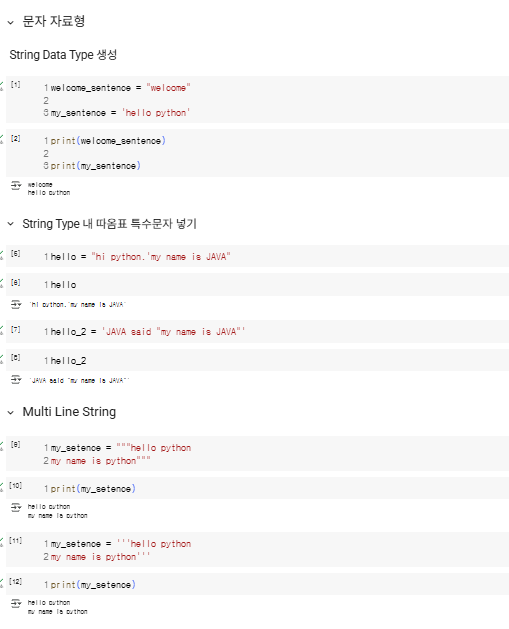 문자 자료형
String Data Type 생성
[1] 1 welcome_sentence = "welcome"
2
3 my_sentence = 'hello python'
[2] 1 print(welcome_sentence)
2
3 print(my_sentence)
welcome
hello python
String Type 내 따옴표 특수문자 넣기
[5] 1 hello = "hi python.'my name is JAVA"
[6] 1 hello
"hi python.'my name is JAVA"
[7] 1 hello_2 = 'JAVA said "my name is JAVA"'
[8] 1 hello_2
'JAVA said "my name is JAVA"'
Multi Line String
[9] 1 my_setence = """hello python
2 my name is python"""
[10] 1 print(my_setence)
hello python
my name is python
[11] 1 my_setence = '''hello python
2 my name is python'''
[12] 1 print(my_setence)
hello python
my name is python